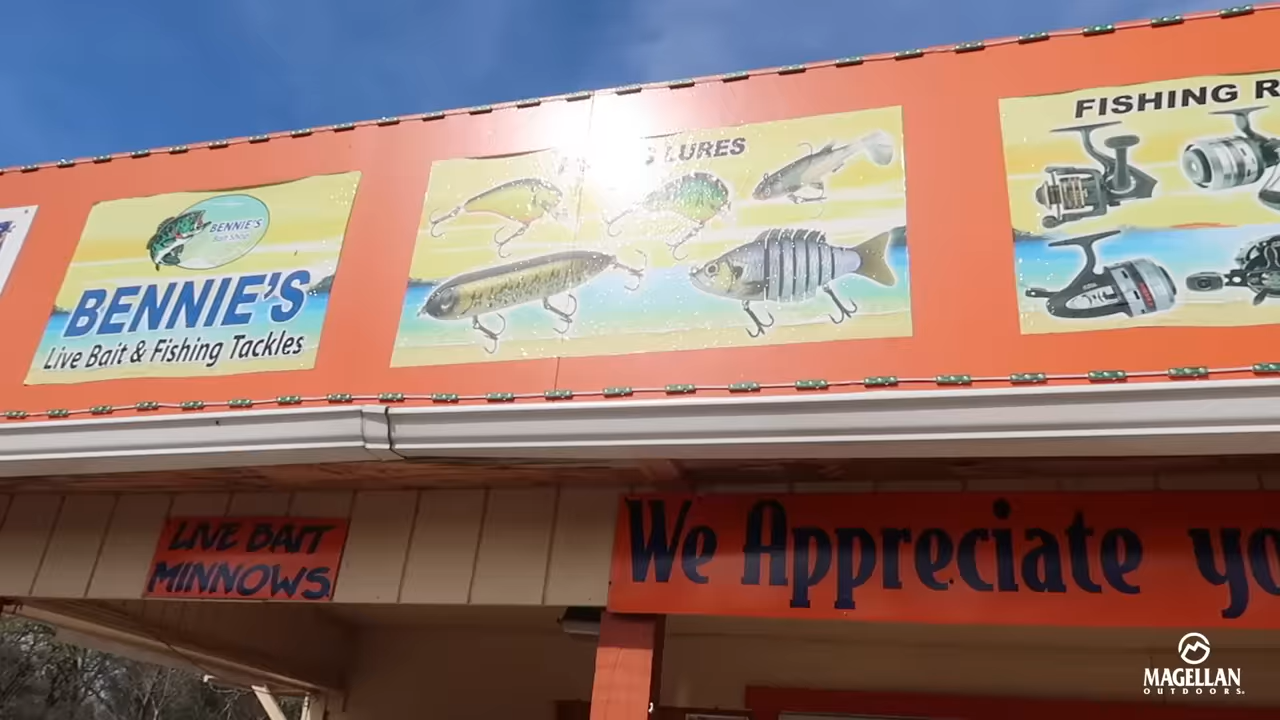 BENNIE'S
Bait Shop
BENNIE'S
Live Bait & Fishing Tackles
LURES
FISHING R
LIVE BAIT
MINNOWS.
We Appreciate yo
MAGELLAN
OUTDOORS